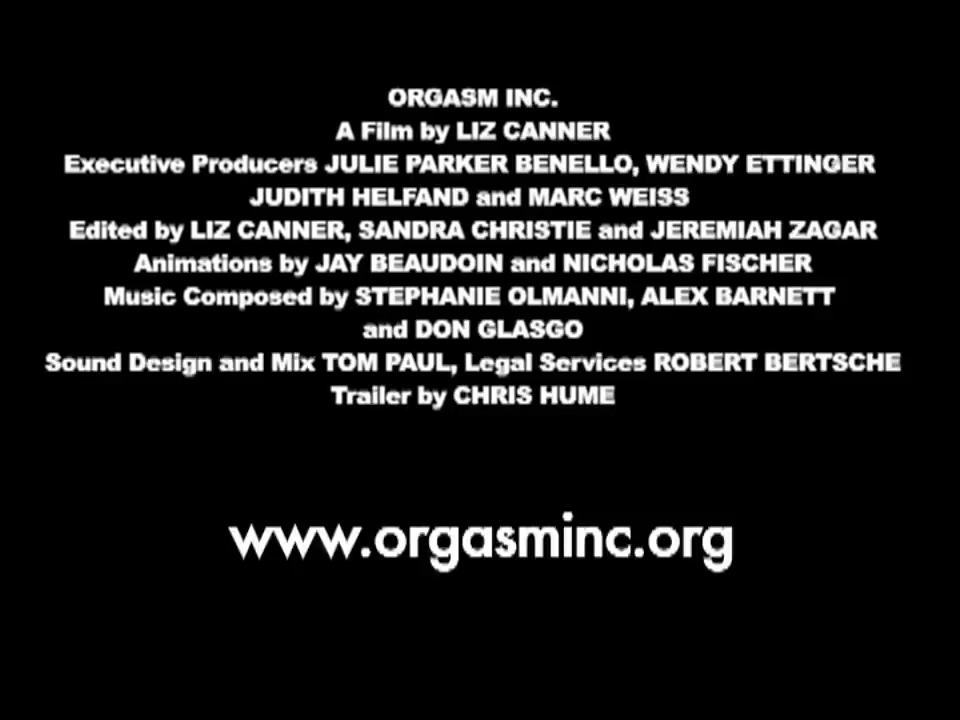 ORGASM INC.
A Film by LIZ CANNER
Executive Producers JULIE PARKER BENELLO, WENDY ETTINGER
JUDITH HELFAND and MARC WEISS
Edited by LIZ CANNER, SANDRA CHRISTIE and JEREMIAH ZAGAR
Animations by JAY BEAUDOIN and NICHOLAS FISCHER
Music Composed by STEPHANIE OLMANNI, ALEX BARNETT
and DON GLASGO
Sound Design and Mix TOM PAUL, Legal Services ROBERT BERTSCHE
Trailer by CHRIS HUME
www.orgasminc.org